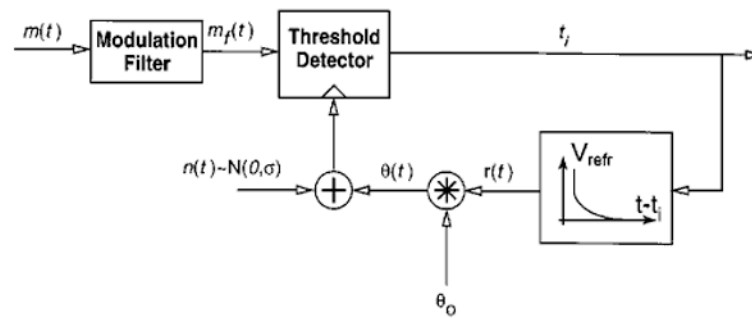 m(t)
Modulation
Filter
m_f(t)
Threshold
Detector
t_i
n(t)~N(0,σ)
+
θ(t)
*
r(t)
V_refr
t-t_i
θ_o